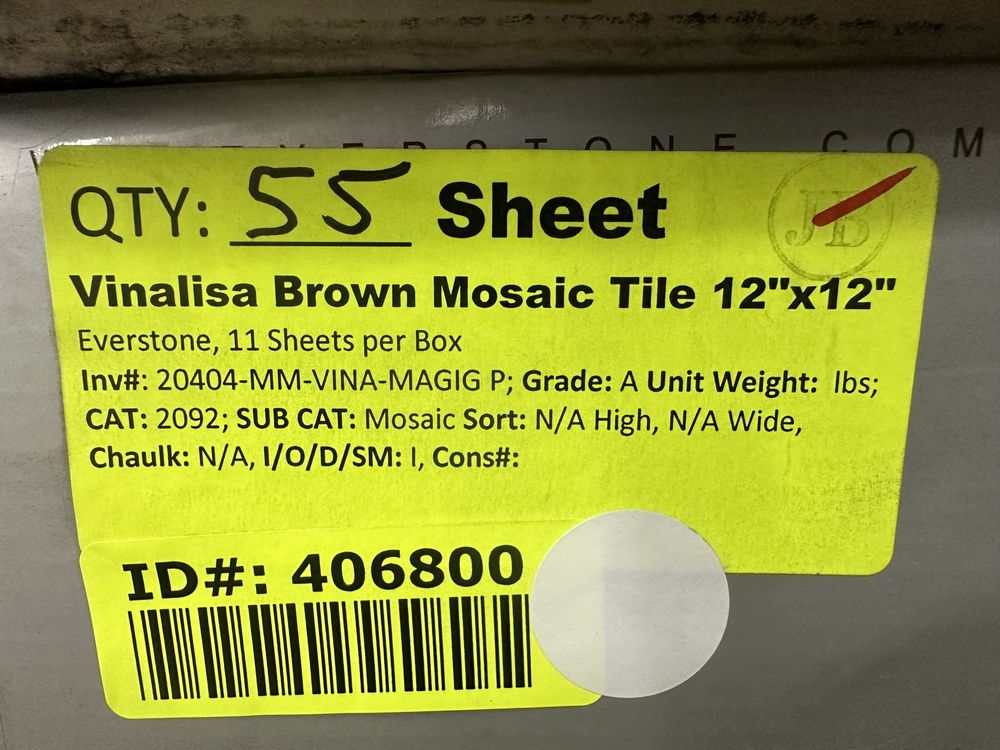 COM
QTY: 55 Sheet
JB
Vinalisa Brown Mosaic Tile 12"x12"
Everstone, 11 Sheets per Box
Inv#: 20404-MM-VINA-MAGIG P; Grade: A Unit Weight: lbs;
CAT: 2092; SUB CAT: Mosaic Sort: N/A High, N/A Wide,
Chaulk: N/A, I/O/D/SM: I, Cons#:
ID#: 406800